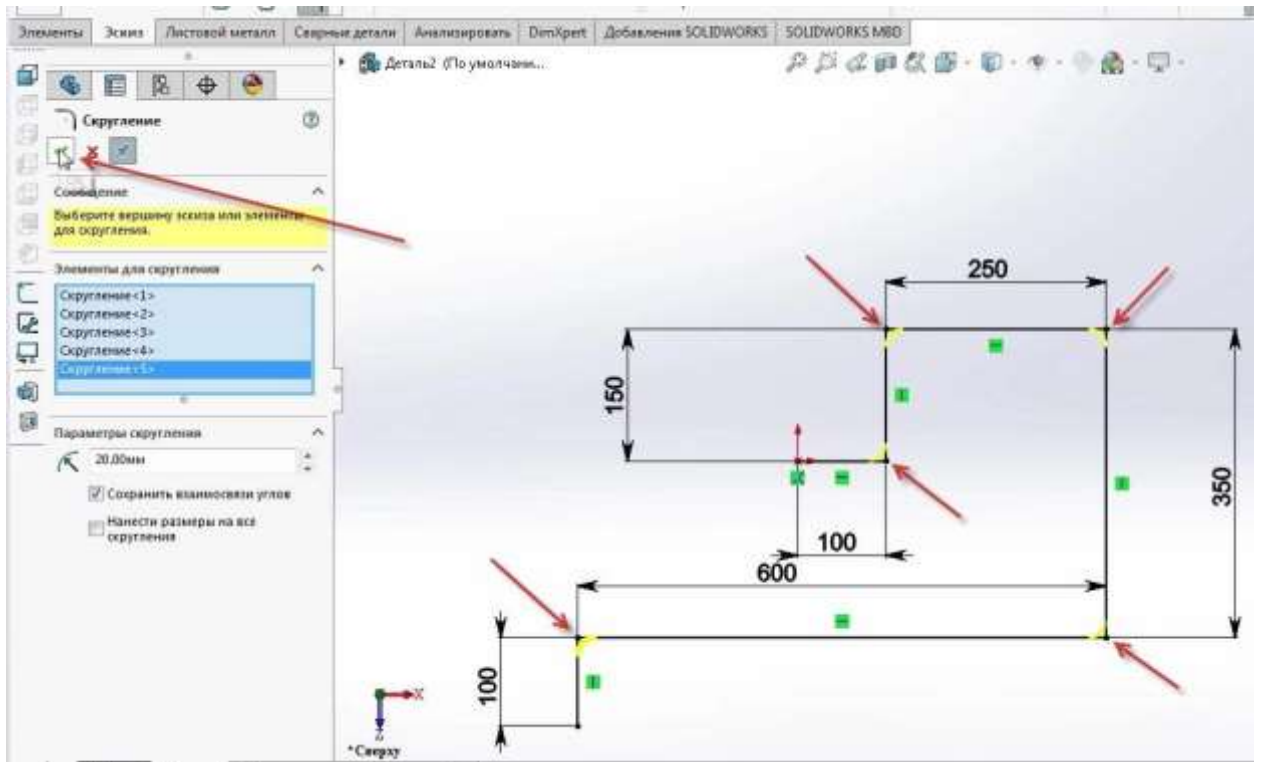 Элементы Эскиз Листовой металл Сварные детали Анализировать DimXpert Добавления SOLIDWORKS SOLIDWORKS MBD
Деталь2 (По умолчани...
Скругление
Сообщение
Выберите вершину эскиза или элементы
для скругления.
Элементы для скругления
Скругление<1>
Скругление<2>
Скругление<3>
Скругление<4>
Скругление<5>
Параметры скругления
20.00мм
Сохранить взаимосвязи углов
Нанести размеры на все
скругления
250
150
350
100
600
100
X
Z
*Сверху